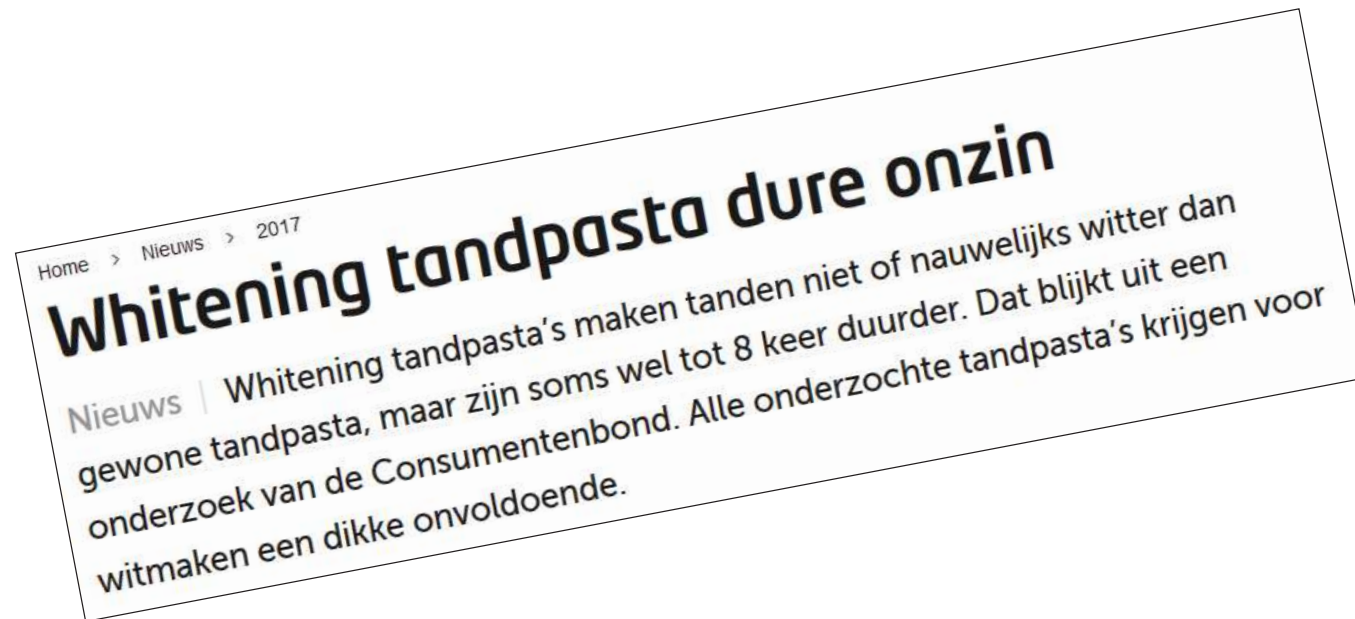 Home > Nieuws > 2017
Whitening tandpasta dure onzin
Nieuws | Whitening tandpasta's maken tanden niet of nauwelijks witter dan
gewone tandpasta, maar zijn soms wel tot 8 keer duurder. Dat blijkt uit een
onderzoek van de Consumentenbond. Alle onderzochte tandpasta's krijgen voor
witmaken een dikke onvoldoende.